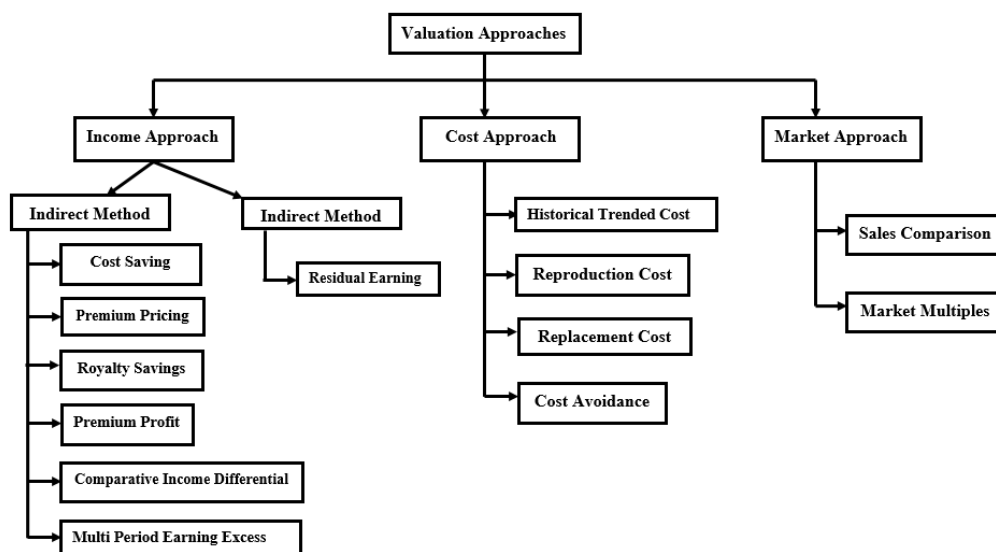 Valuation Approaches
Income Approach
Cost Approach
Market Approach
Indirect Method
Indirect Method
Cost Saving
Premium Pricing
Royalty Savings
Premium Profit
Comparative Income Differential
Multi Period Earning Excess
Residual Earning
Historical Trended Cost
Reproduction Cost
Replacement Cost
Cost Avoidance
Sales Comparison
Market Multiples